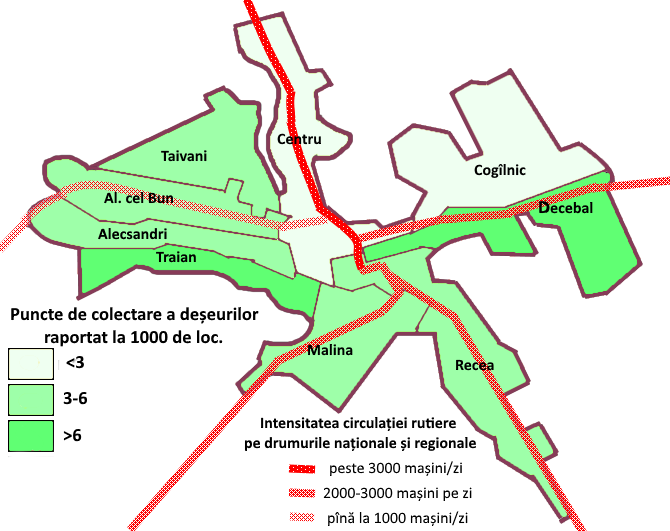 Centru
Taivani
Cogîlnic
Al. cel Bun
Decebal
Alecsandri
Traian
Puncte de colectare a deșeurilor
raportat la 1000 de loc.
<3
3-6
>6
Malina
Recea
Intensitatea circulației rutiere
pe drumurile naționale și regionale
peste 3000 mașini/zi
2000-3000 mașini pe zi
pînă la 1000 mașini/zi